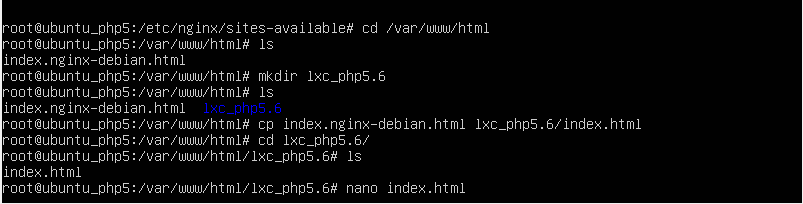 root@ubuntu_php5:/etc/nginx/sites-available# cd /var/www/html
root@ubuntu_php5:/var/www/html# ls
index.nginx-debian.html
root@ubuntu_php5:/var/www/html# mkdir lxc_php5.6
root@ubuntu_php5:/var/www/html# ls
index.nginx-debian.html  lxc_php5.6
root@ubuntu_php5:/var/www/html# cp index.nginx-debian.html lxc_php5.6/index.html
root@ubuntu_php5:/var/www/html# cd lxc_php5.6/
root@ubuntu_php5:/var/www/html/lxc_php5.6# ls
index.html
root@ubuntu_php5:/var/www/html/lxc_php5.6# nano index.html